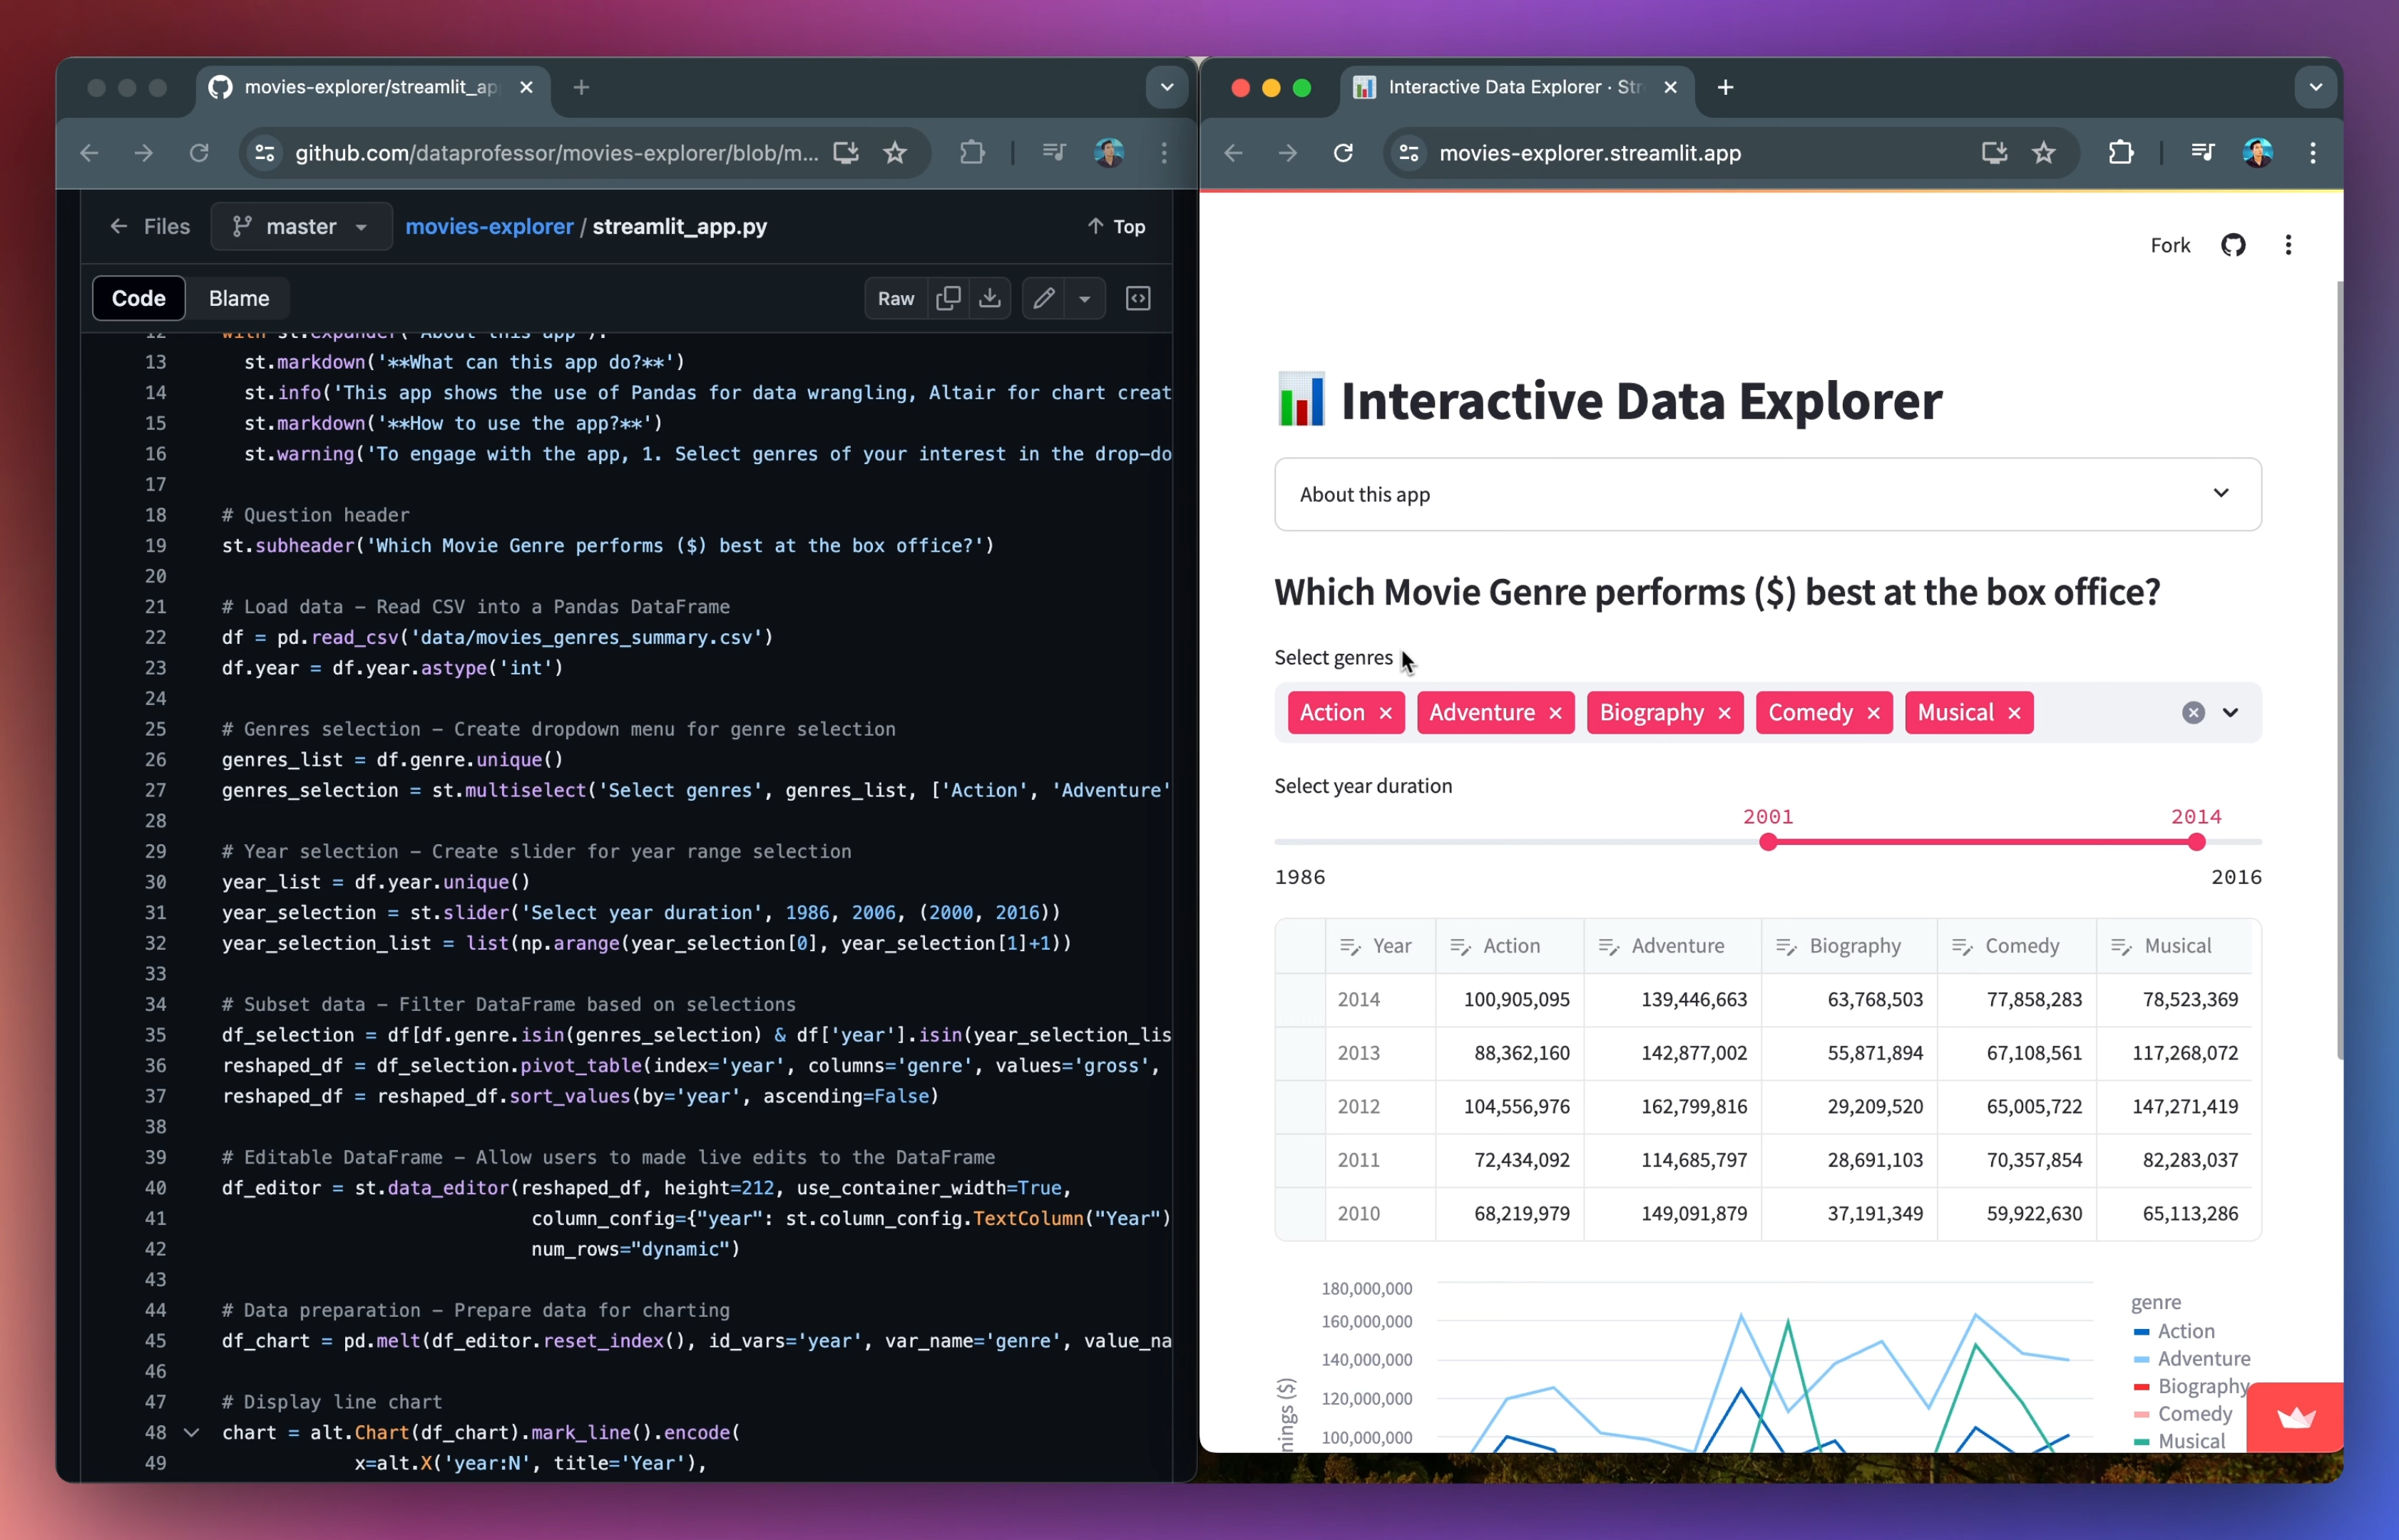 movies-explorer/streamlit_ap
github.com/dataprofessor/movies-explorer/blob/m...
Files
master
movies-explorer / streamlit_app.py
Top
Code
Blame
Raw
12 with st.expander('About this app'):
13 st.markdown('**What can this app do?**')
14 st.info('This app shows the use of Pandas for data wrangling, Altair for chart creat
15 st.markdown('**How to use the app?**')
16 st.warning('To engage with the app, 1. Select genres of your interest in the drop-do
17
18 # Question header
19 st.subheader('Which Movie Genre performs ($) best at the box office?')
20
21 # Load data - Read CSV into a Pandas DataFrame
22 df = pd.read_csv('data/movies_genres_summary.csv')
23 df.year = df.year.astype('int')
24
25 # Genres selection - Create dropdown menu for genre selection
26 genres_list = df.genre.unique()
27 genres_selection = st.multiselect('Select genres', genres_list, ['Action', 'Adventure'
28
29 # Year selection - Create slider for year range selection
30 year_list = df.year.unique()
31 year_selection = st.slider('Select year duration', 1986, 2006, (2000, 2016))
32 year_selection_list = list(np.arange(year_selection[0], year_selection[1]+1))
33
34 # Subset data - Filter DataFrame based on selections
35 df_selection = df[df.genre.isin(genres_selection) & df['year'].isin(year_selection_lis
36 reshaped_df = df_selection.pivot_table(index='year', columns='genre', values='gross',
37 reshaped_df = reshaped_df.sort_values(by='year', ascending=False)
38
39 # Editable DataFrame - Allow users to made live edits to the DataFrame
40 df_editor = st.data_editor(reshaped_df, height=212, use_container_width=True,
41 column_config={"year": st.column_config.TextColumn("Year")
42 num_rows="dynamic")
43
44 # Data preparation - Prepare data for charting
45 df_chart = pd.melt(df_editor.reset_index(), id_vars='year', var_name='genre', value_na
46
47 # Display line chart
48 chart = alt.Chart(df_chart).mark_line().encode(
49 x=alt.X('year:N', title='Year'),
Interactive Data Explorer · Str
movies-explorer.streamlit.app
Fork
Interactive Data Explorer
About this app
Which Movie Genre performs ($) best at the box office?
Select genres
Action Adventure Biography Comedy Musical
Select year duration
2001 2014
1986 2016
Year Action Adventure Biography Comedy Musical
2014 100,905,095 139,446,663 63,768,503 77,858,283 78,523,369
2013 88,362,160 142,877,002 55,871,894 67,108,561 117,268,072
2012 104,556,976 162,799,816 29,209,520 65,005,722 147,271,419
2011 72,434,092 114,685,797 28,691,103 70,357,854 82,283,037
2010 68,219,979 149,091,879 37,191,349 59,922,630 65,113,286
180,000,000
160,000,000
140,000,000
120,000,000
100,000,000
nings ($)
genre
Action
Adventure
Biography
Comedy
Musical